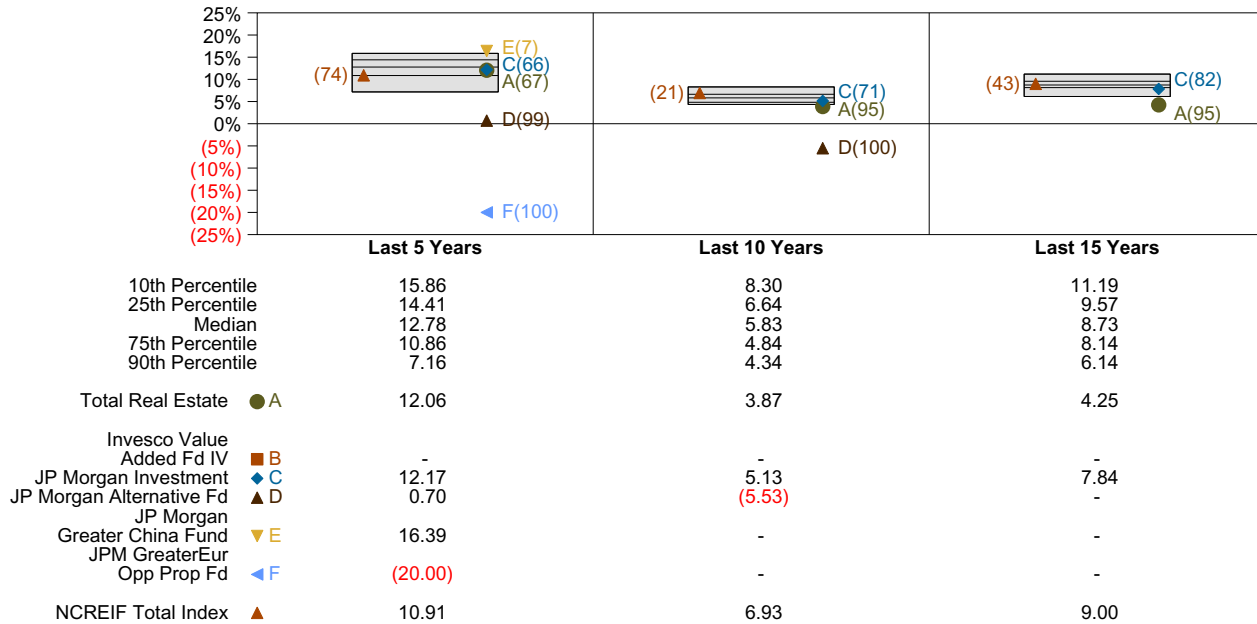 25%
20%
15%
10%
5%
0%
(5%)
(10%)
(15%)
(20%)
(25%)
(74)
E(7)
C(66)
A(67)
D(99)
F(100)
(21)
C(71)
A(95)
D(100)
(43)
C(82)
A(95)
Last 5 Years Last 10 Years Last 15 Years
10th Percentile 15.86 8.30 11.19
25th Percentile 14.41 6.64 9.57
Median 12.78 5.83 8.73
75th Percentile 10.86 4.84 8.14
90th Percentile 7.16 4.34 6.14
Total Real Estate A 12.06 3.87 4.25
Invesco Value
Added Fd IV B - - -
JP Morgan Investment C 12.17 5.13 7.84
JP Morgan Alternative Fd D 0.70 (5.53) -
JP Morgan
Greater China Fund E 16.39 - -
JPM GreaterEur
Opp Prop Fd F (20.00) - -
NCREIF Total Index 10.91 6.93 9.00